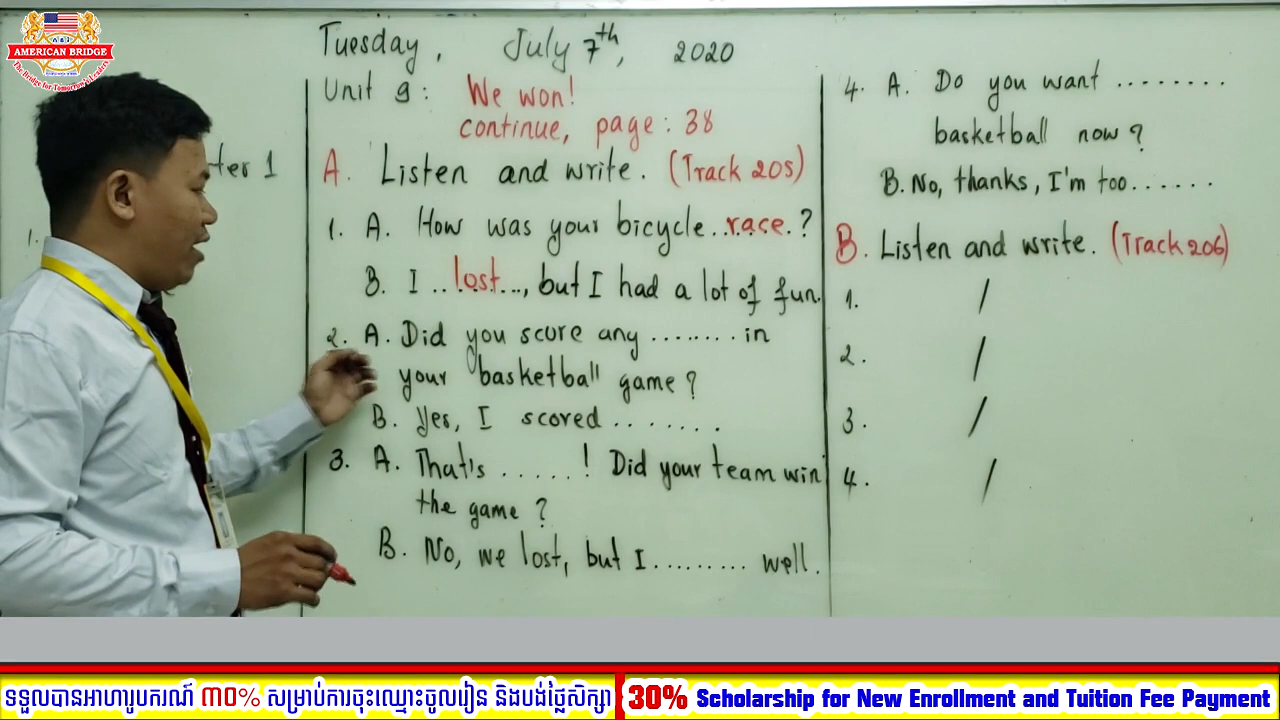 AMERICAN BRIDGE
The Bridge for Tomorrow's Leaders
Tuesday, July 7th, 2020
Unit 9: We won!
continue, page: 38
A. Listen and write. (Track 205)
1. A. How was your bicycle..race.?
B. I ..lost..., but I had a lot of fun.
2. A. Did you score any ........ in
your basketball game?
B. Yes, I scored .......
3. A. That's ......! Did your team win
the game?
B. No, we lost, but I ......... well.
4. A. Do you want ........
basketball now?
B. No, thanks, I'm too......
B. Listen and write. (Track 206)
1. /
2. /
3. /
4. /
ter 1
1.
ទទួលបានអាហារូបករណ៍ ៣០% សម្រាប់ការចុះឈ្មោះចូលរៀន និងបង់ថ្លៃសិក្សា
30% Scholarship for New Enrollment and Tuition Fee Payment